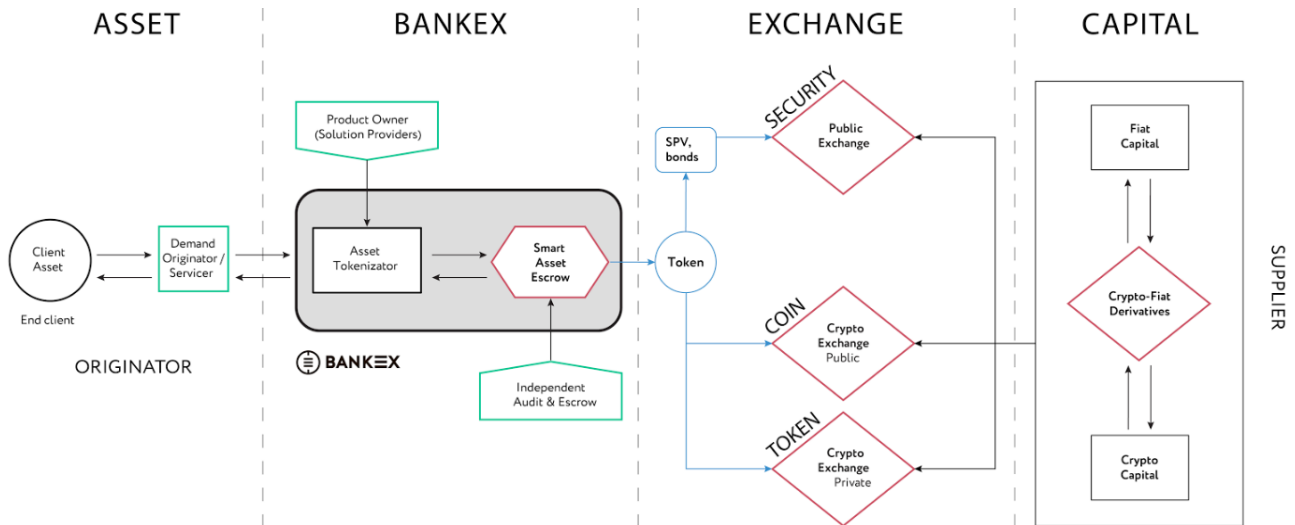 ASSET
BANKEX
EXCHANGE
CAPITAL
Product Owner
(Solution Providers)
Client
Asset
End client
Demand
Originator /
Servicer
ORIGINATOR
Asset
Tokenizator
Smart
Asset
Escrow
BANKEX
Independent
Audit & Escrow
SPV,
bonds
Token
SECURITY
Public
Exchange
COIN
Crypto
Exchange
Public
TOKEN
Crypto
Exchange
Private
Fiat
Capital
Crypto-Fiat
Derivatives
Crypto
Capital
SUPPLIER